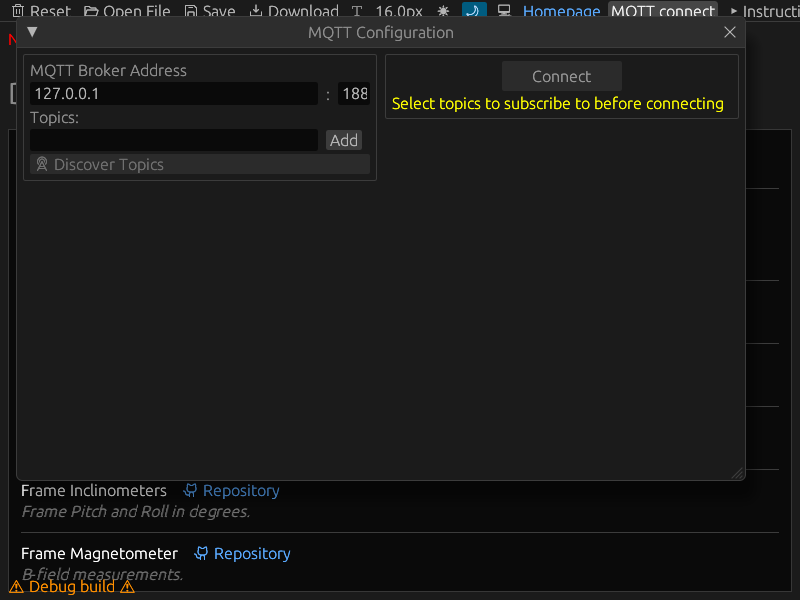 Reset Open File Save Download 16.0px Homepage MQTT connect
MQTT Configuration
MQTT Broker Address
127.0.0.1 : 188
Topics:
Add
Discover Topics
Connect
Select topics to subscribe to before connecting
Frame Inclinometers Repository
Frame Pitch and Roll in degrees.
Frame Magnetometer Repository
B-field measurements.
⚠ Debug build ⚠